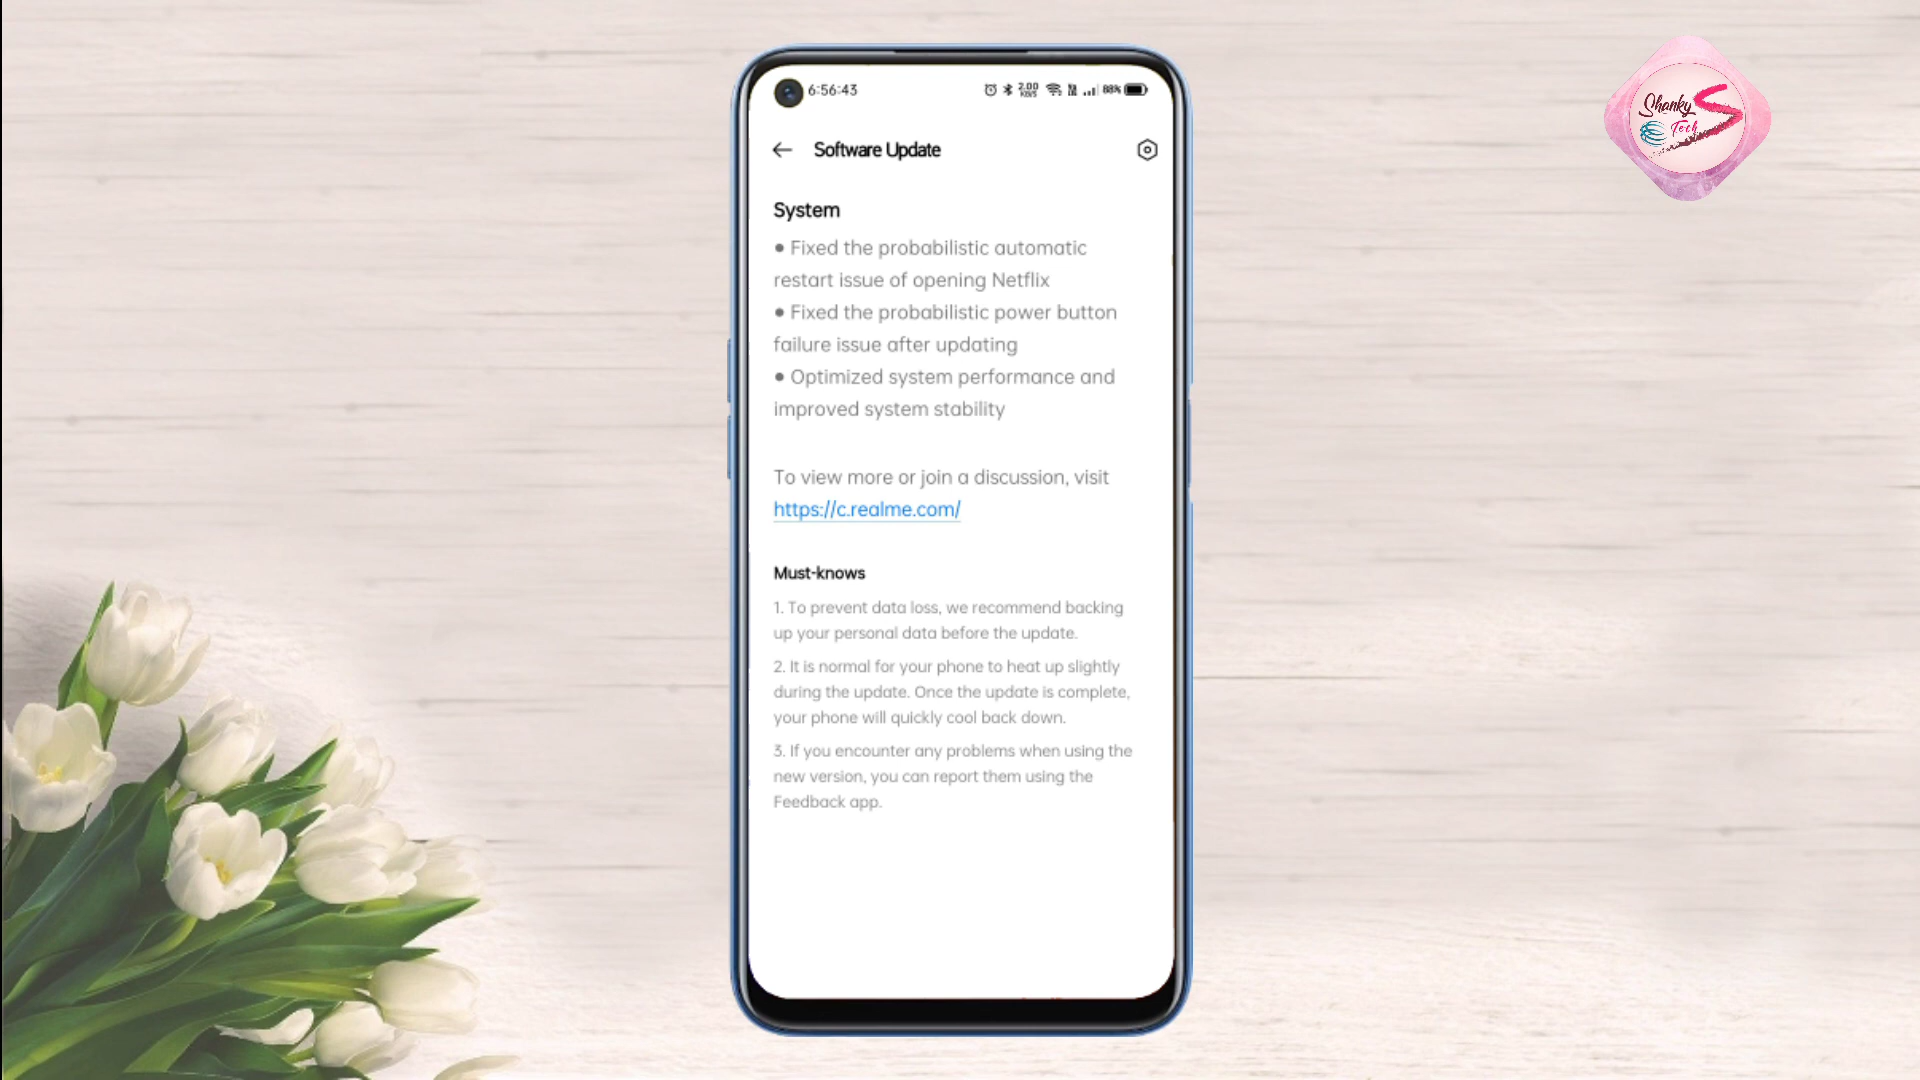 6:56:43
2.00
KB/S
88%
Software Update
System
• Fixed the probabilistic automatic
restart issue of opening Netflix
• Fixed the probabilistic power button
failure issue after updating
• Optimized system performance and
improved system stability
To view more or join a discussion, visit
https://c.realme.com/
Must-knows
1. To prevent data loss, we recommend backing
up your personal data before the update.
2. It is normal for your phone to heat up slightly
during the update. Once the update is complete,
your phone will quickly cool back down.
3. If you encounter any problems when using the
new version, you can report them using the
Feedback app.
Shanky S
Tech